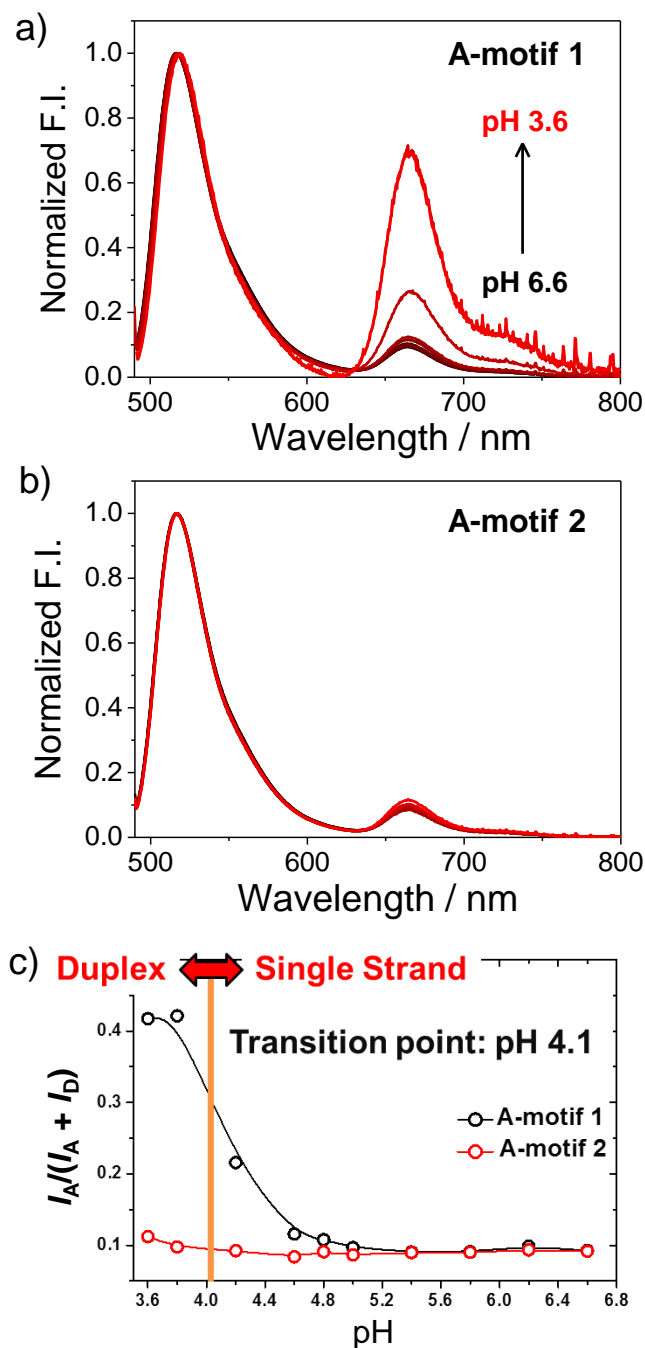 a)
A-motif 1
pH 3.6
pH 6.6
Normalized F.I.
1.0
0.8
0.6
0.4
0.2
0.0
500 600 700 800
Wavelength / nm
b)
A-motif 2
Normalized F.I.
1.0
0.8
0.6
0.4
0.2
0.0
500 600 700 800
Wavelength / nm
c)
Duplex Single Strand
Transition point: pH 4.1
A-motif 1
A-motif 2
I_A/(I_A + I_D)
0.4
0.3
0.2
0.1
3.6 4.0 4.4 4.8 5.2 5.6 6.0 6.4 6.8
pH